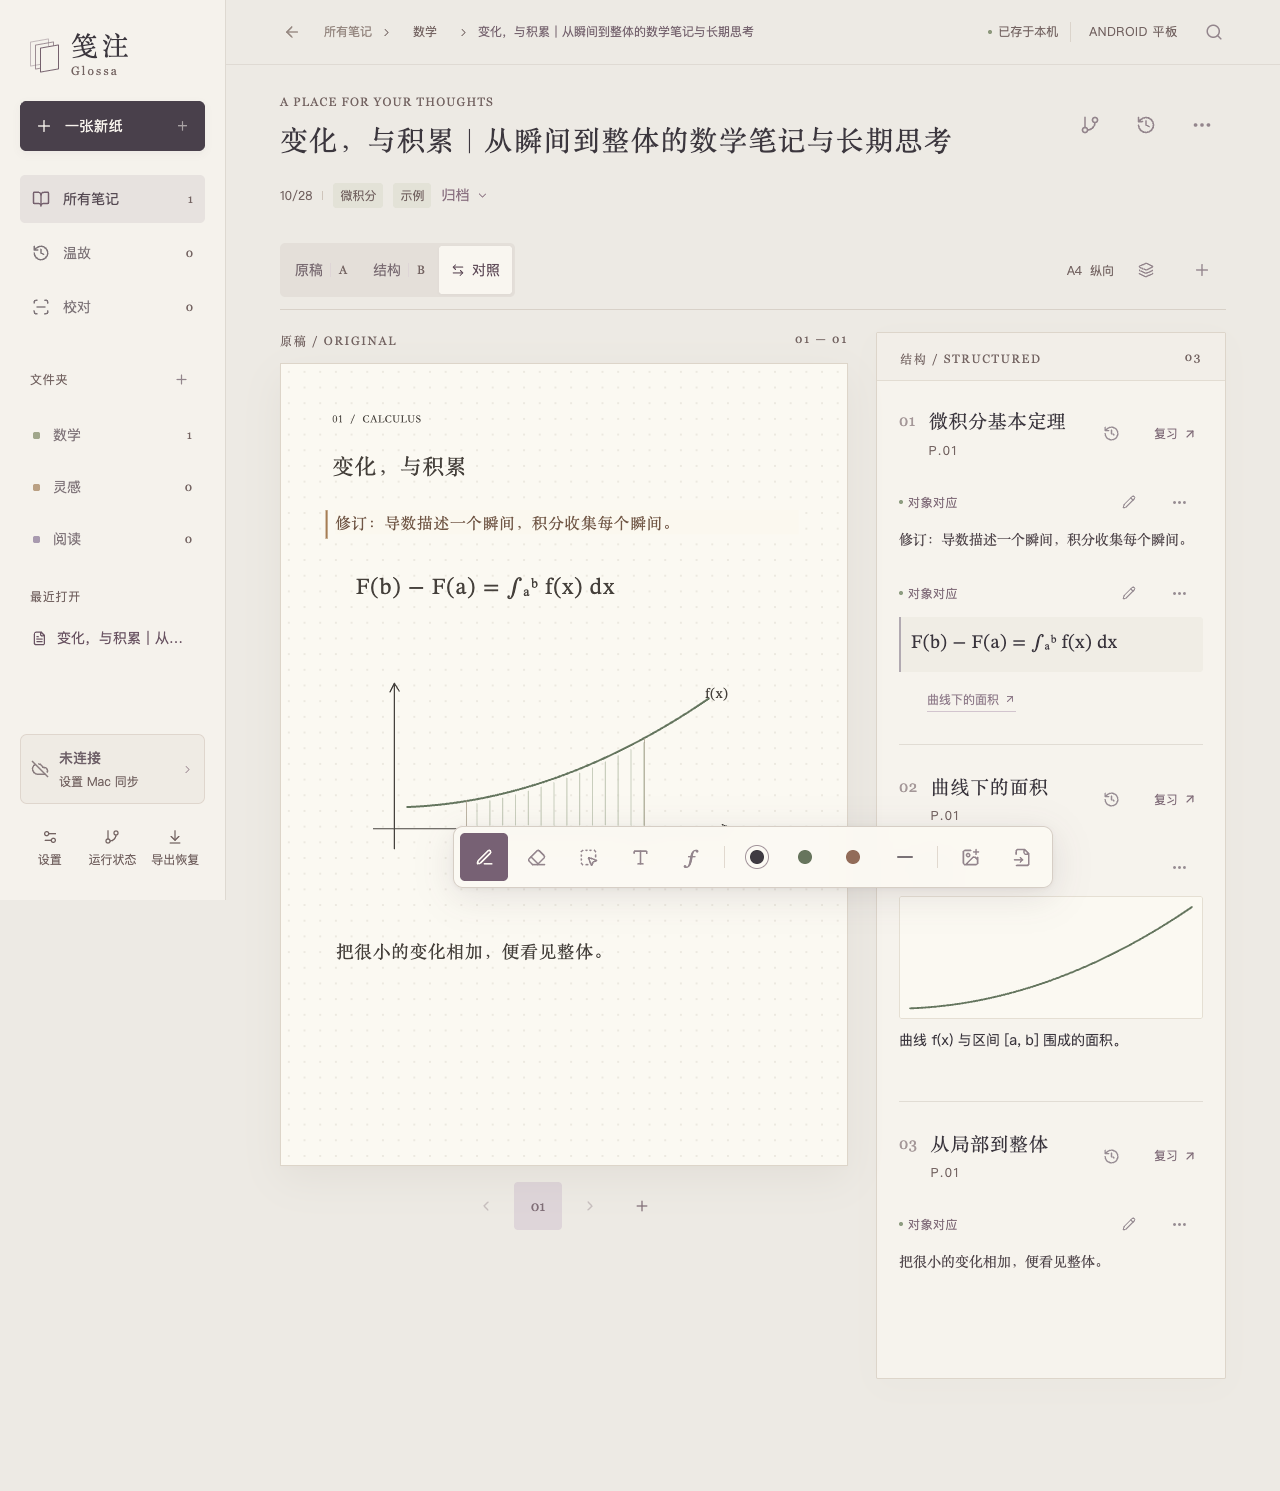 笺注
Glossa
一张新纸
所有笔记 1
温故 0
校对 0
文件夹
数学 1
灵感 0
阅读 0
最近打开
变化，与积累｜从...
未连接
设置 Mac 同步
设置 运行状态 导出恢复
所有笔记 > 数学 > 变化，与积累｜从瞬间到整体的数学笔记与长期思考
已存于本机 ANDROID 平板
A PLACE FOR YOUR THOUGHTS
变化，与积累｜从瞬间到整体的数学笔记与长期思考
10/28 微积分 示例 归档
原稿 A 结构 B 对照
A4 纵向
原稿 / ORIGINAL 01 — 01
01 / CALCULUS
变化，与积累
修订：导数描述一个瞬间，积分收集每个瞬间。
F(b) − F(a) = ∫ₐᵇ f(x) dx
f(x)
把很小的变化相加，便看见整体。
01
结构 / STRUCTURED 03
01 微积分基本定理 复习
P.01
对象对应
修订：导数描述一个瞬间，积分收集每个瞬间。
对象对应
F(b) − F(a) = ∫ₐᵇ f(x) dx
曲线下的面积
02 曲线下的面积 复习
P.01
曲线 f(x) 与区间 [a, b] 围成的面积。
03 从局部到整体 复习
P.01
对象对应
把很小的变化相加，便看见整体。